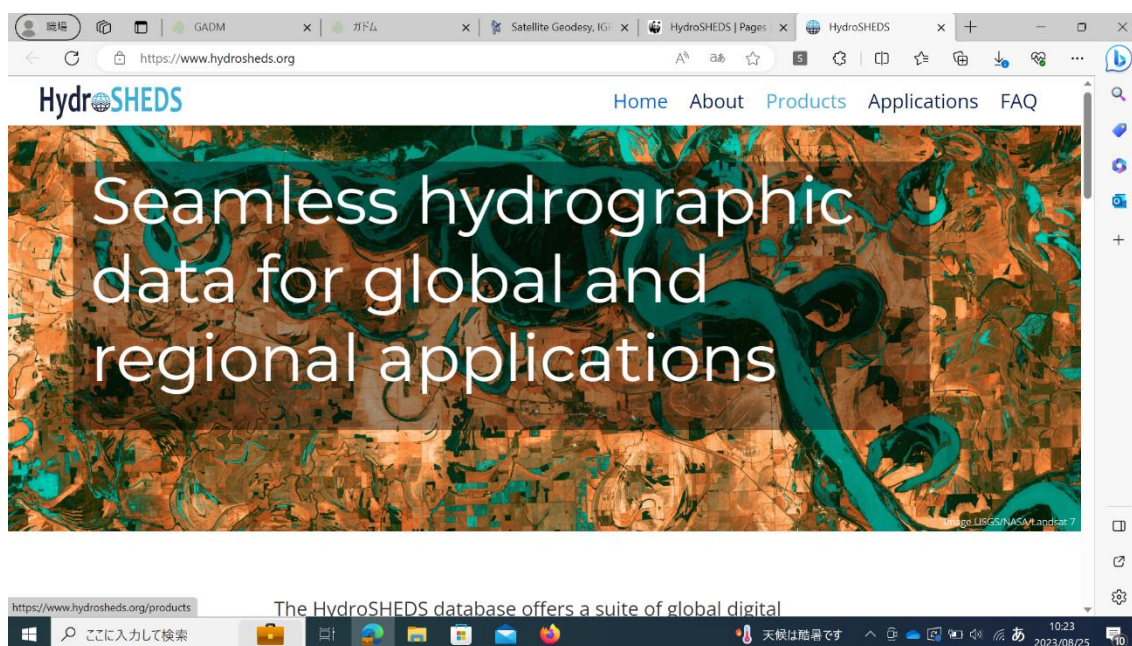 職場
GADM
ガドム
Satellite Geodesy, IG
HydroSHEDS | Pages
HydroSHEDS
https://www.hydrosheds.org
HydroSHEDS
Home About Products Applications FAQ
Seamless hydrographic
data for global and
regional applications
Image USGS/NASA/Landsat 7
https://www.hydrosheds.org/products
The HydroSHEDS database offers a suite of global digital
ここに入力して検索
天候は酷暑です
あ
10:23
2023/08/25